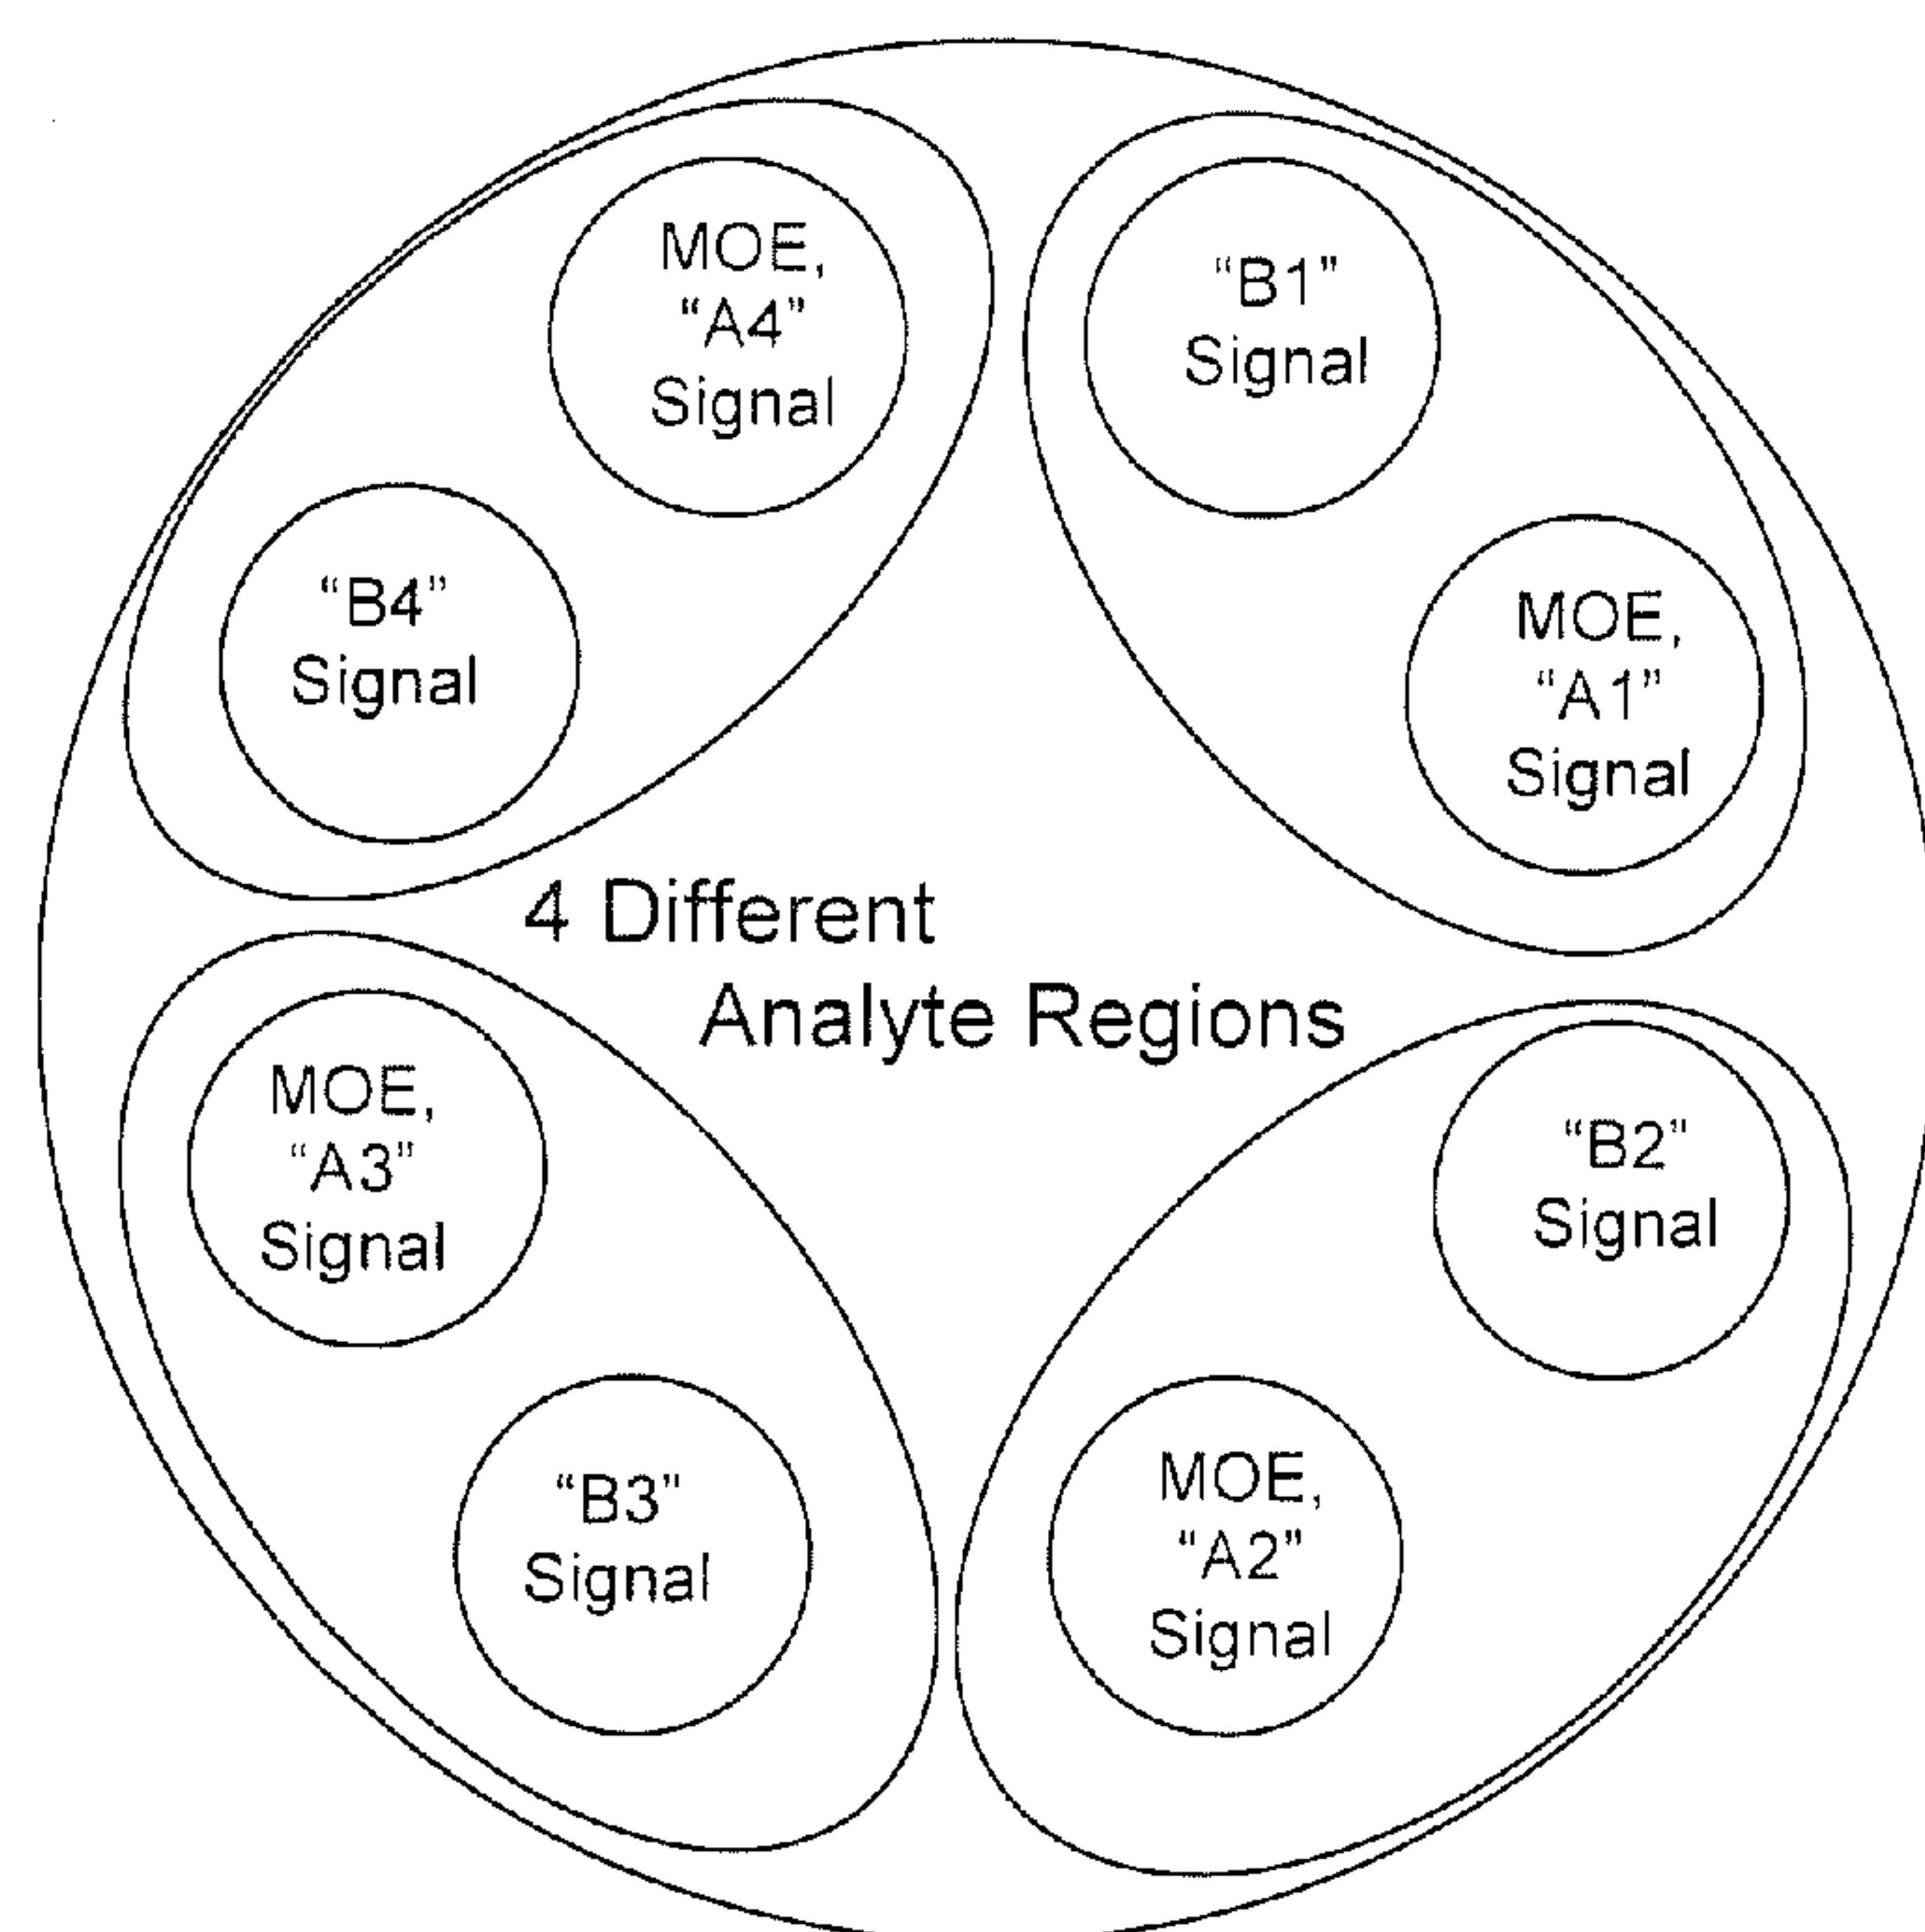 MOE,
“A4”
Signal
“B1”
Signal
“B4”
Signal
MOE,
“A1”
Signal
4 Different
Analyte Regions
MOE,
“A3”
Signal
“B2”
Signal
“B3”
Signal
MOE,
“A2”
Signal